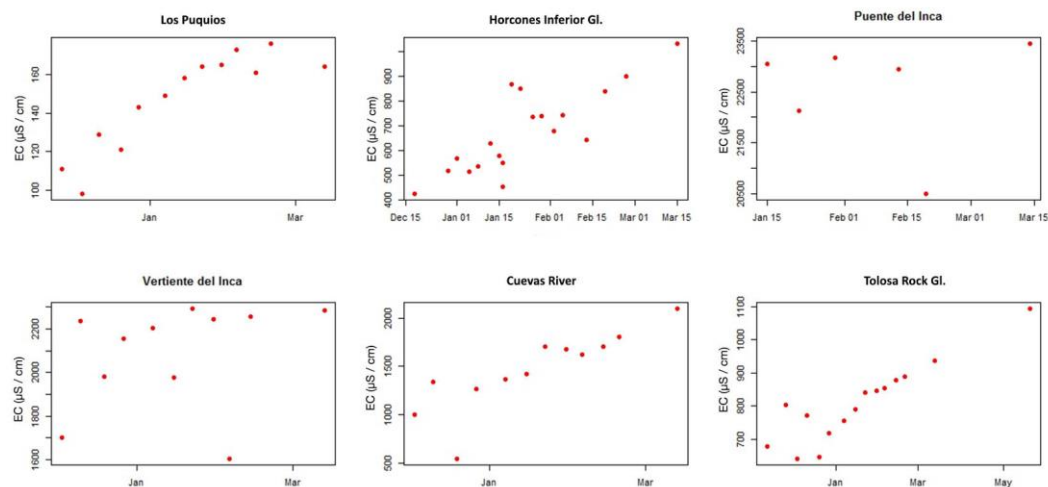 Los Puquios
EC (µS / cm)
100 120 140 160
Jan Mar
Horcones Inferior Gl.
EC (µS / cm)
400 500 600 700 800 900
Dec 15 Jan 01 Jan 15 Feb 01 Feb 15 Mar 01 Mar 15
Puente del Inca
EC (µS / cm)
20500 21500 22500 23500
Jan 15 Feb 01 Feb 15 Mar 01 Mar 15
Vertiente del Inca
EC (µS / cm)
1600 1800 2000 2200
Jan Mar
Cuevas River
EC (µS / cm)
500 1000 1500 2000
Jan Mar
Tolosa Rock Gl.
EC (µS / cm)
700 800 900 1000 1100
Jan Mar May